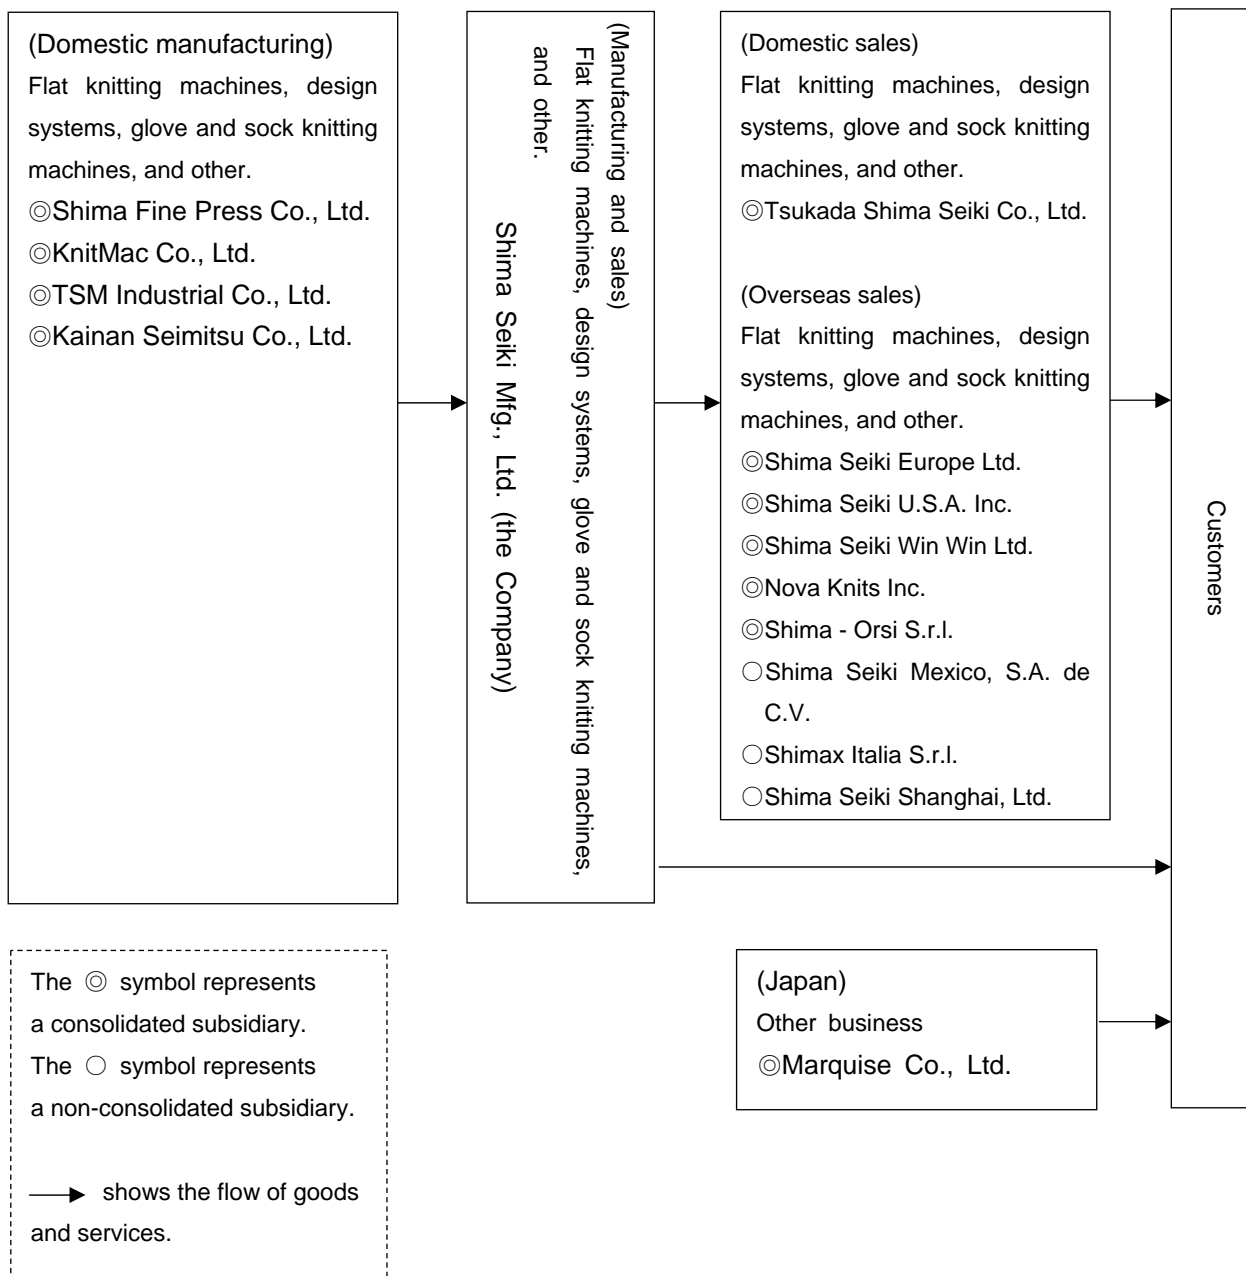 (Domestic manufacturing)
Flat knitting machines, design
systems, glove and sock knitting
machines, and other.
◎Shima Fine Press Co., Ltd.
◎KnitMac Co., Ltd.
◎TSM Industrial Co., Ltd.
◎Kainan Seimitsu Co., Ltd.
(Manufacturing and sales)
Flat knitting machines, design systems, glove and sock knitting machines,
and other.
Shima Seiki Mfg., Ltd. (the Company)
(Domestic sales)
Flat knitting machines, design
systems, glove and sock knitting
machines, and other.
◎Tsukada Shima Seiki Co., Ltd.
(Overseas sales)
Flat knitting machines, design
systems, glove and sock knitting
machines, and other.
◎Shima Seiki Europe Ltd.
◎Shima Seiki U.S.A. Inc.
◎Shima Seiki Win Win Ltd.
◎Nova Knits Inc.
◎Shima - Orsi S.r.l.
○Shima Seiki Mexico, S.A. de
C.V.
○Shimax Italia S.r.l.
○Shima Seiki Shanghai, Ltd.
Customers
(Japan)
Other business
◎Marquise Co., Ltd.
The ◎ symbol represents
a consolidated subsidiary.
The ○ symbol represents
a non-consolidated subsidiary.
shows the flow of goods
and services.